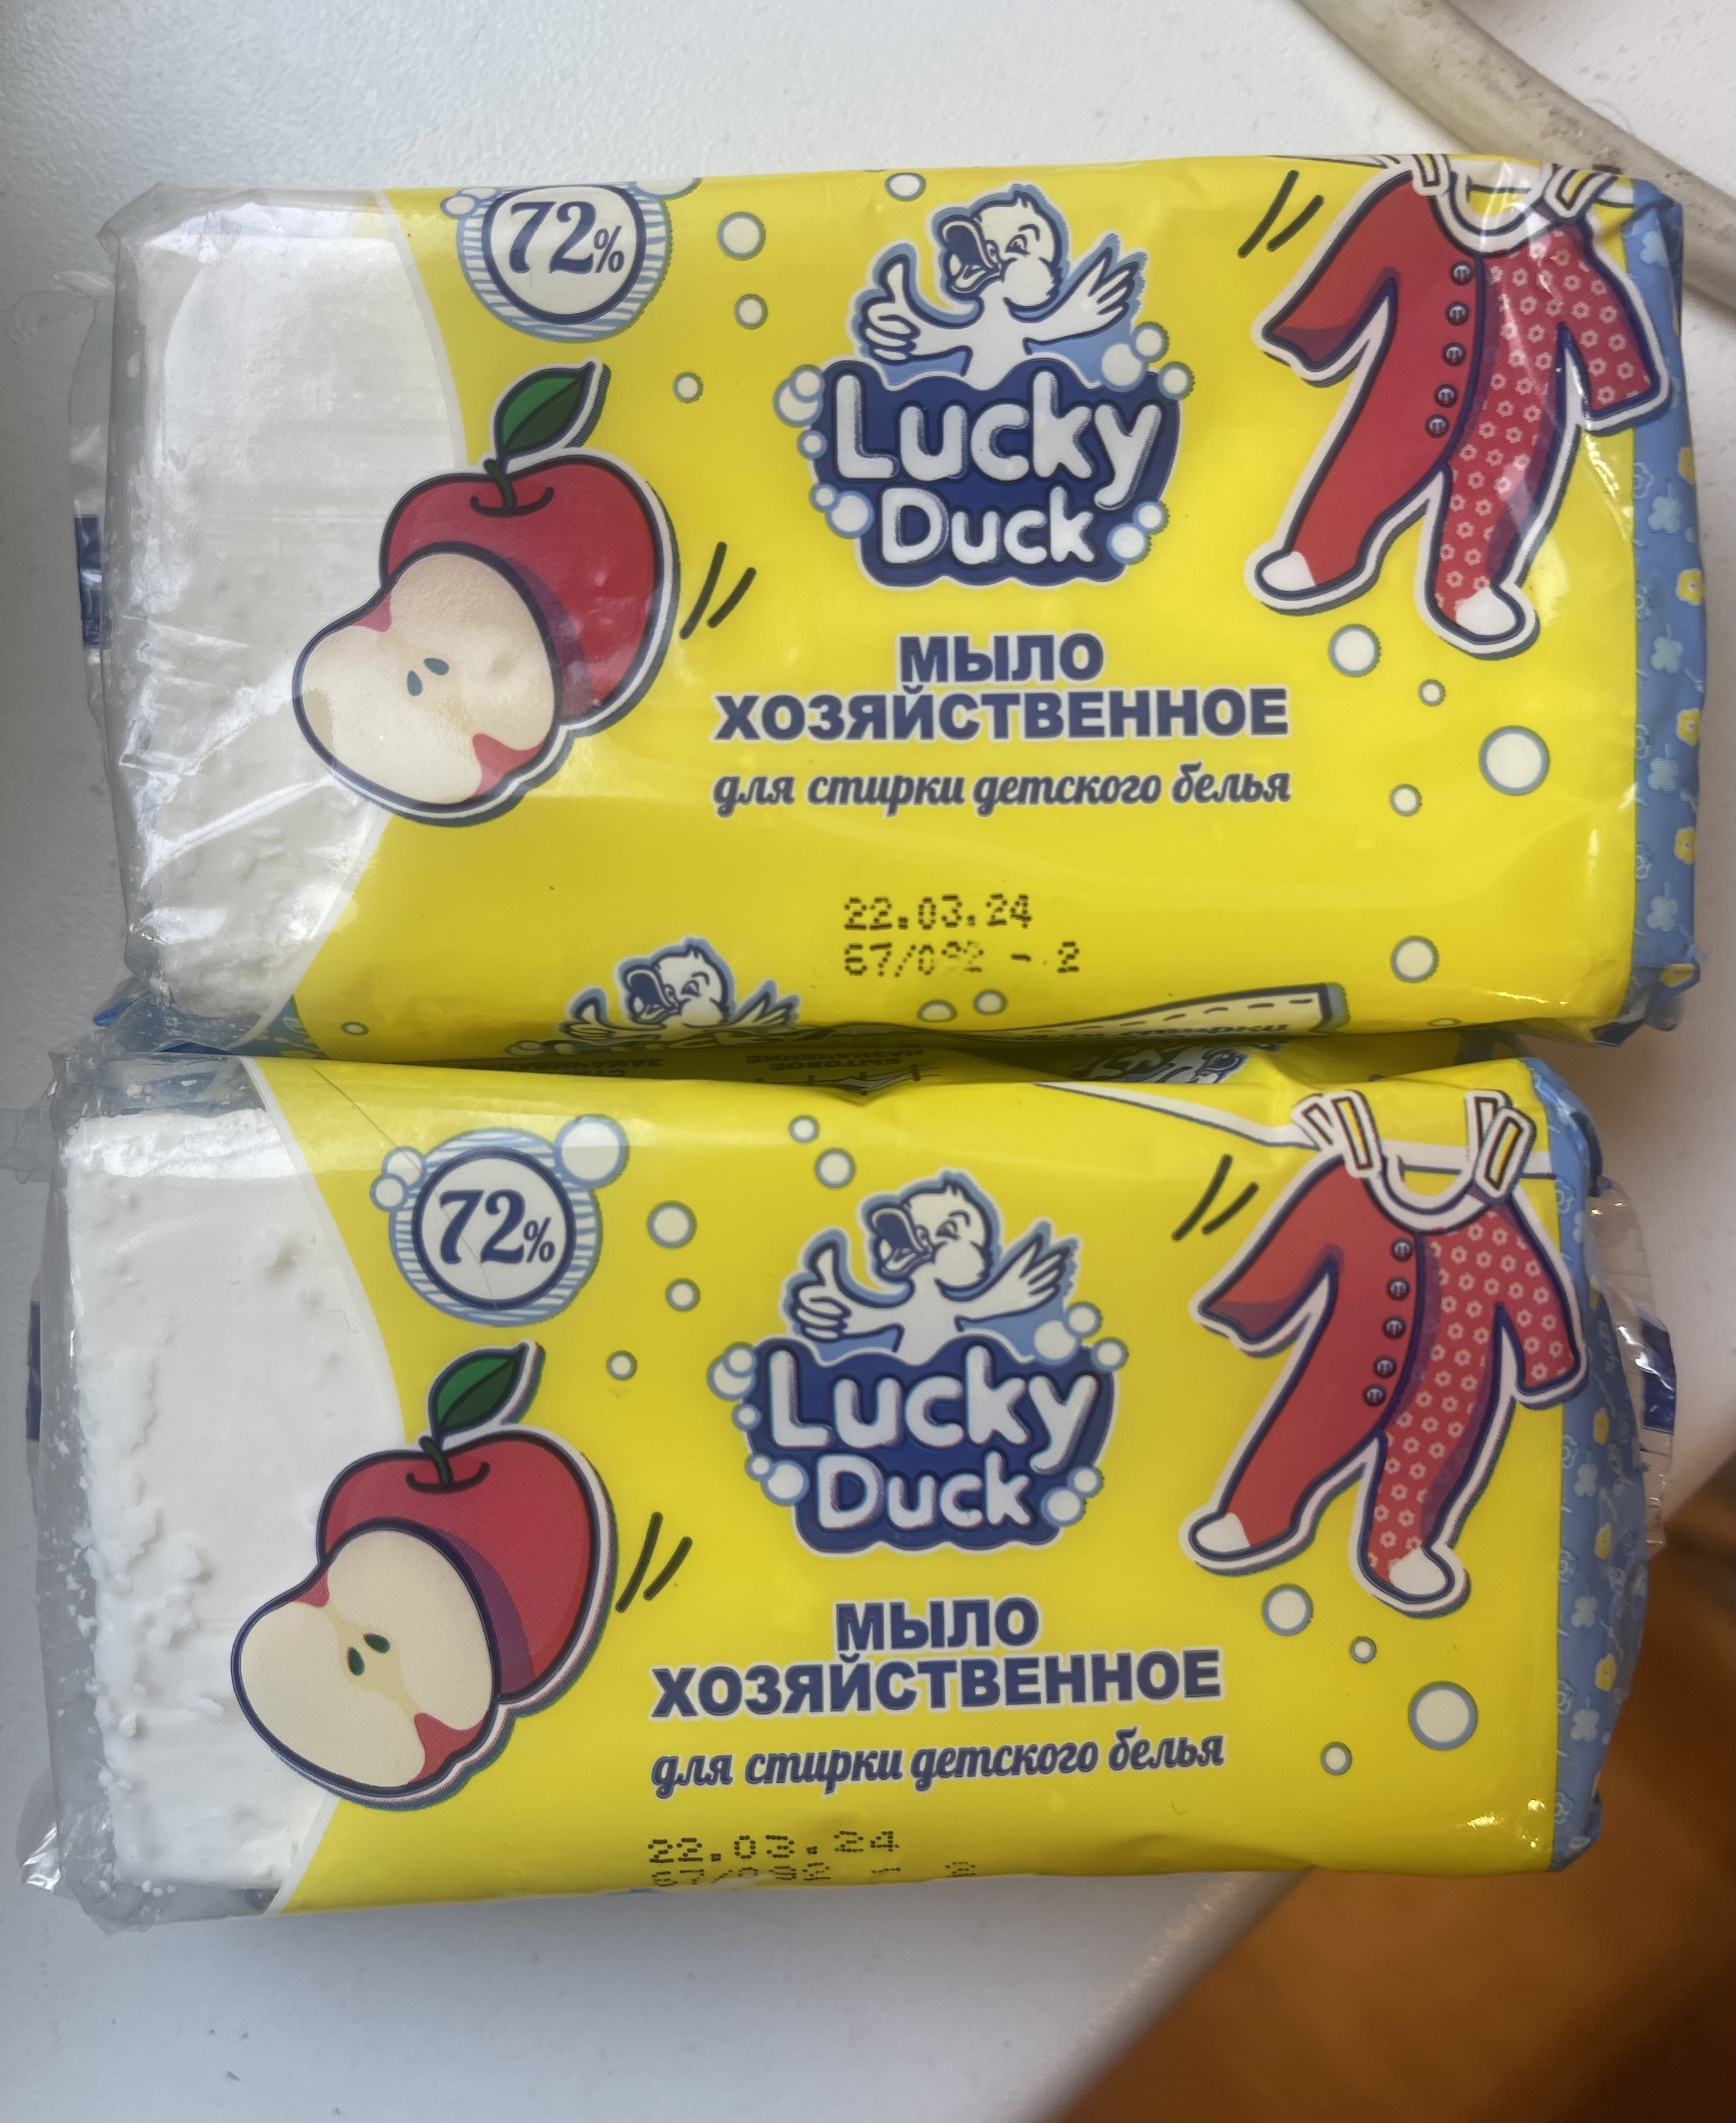 72%
Lucky
Duck
МЫЛО
ХОЗЯЙСТВЕННОЕ
для стирки детского белья
22.03.24
- 2
72%
Lucky
Duck
МЫЛО
ХОЗЯЙСТВЕННОЕ
для стирки детского белья
22.03.24